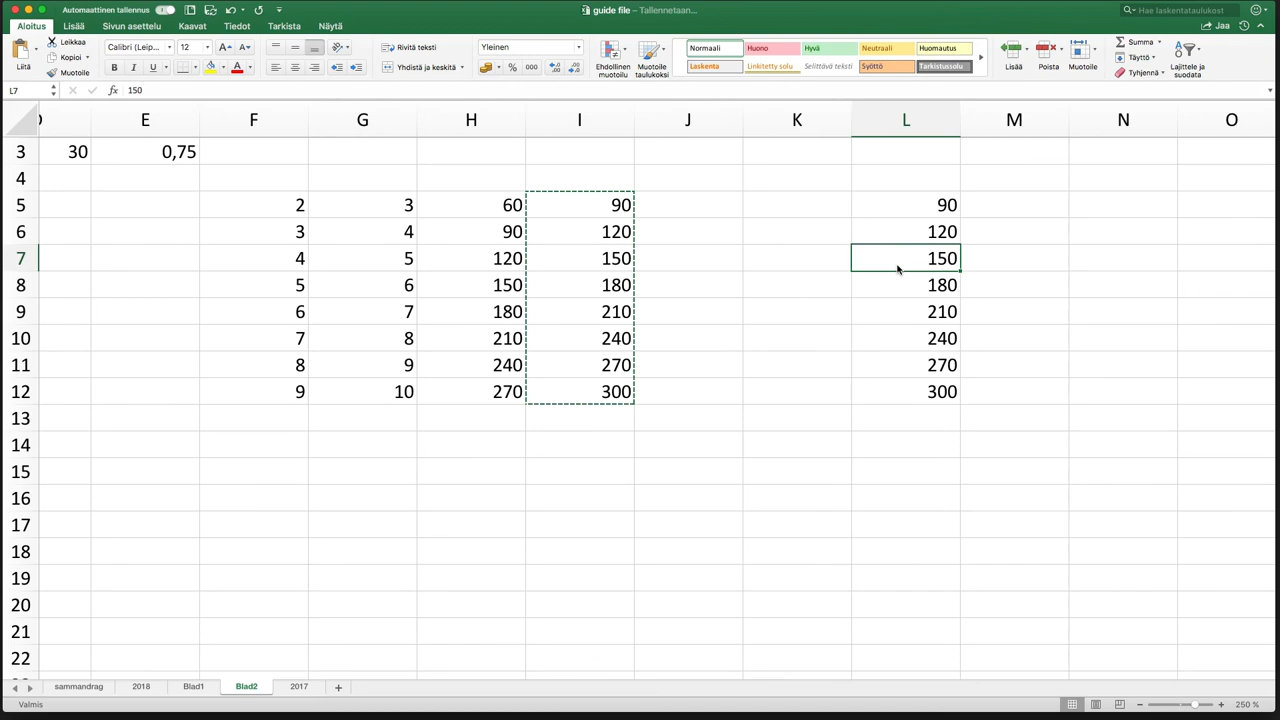 Automaattinen tallennus
guide file – Tallennetaan...
Hae laskentataulukost
Aloitus Lisää Sivun asettelu Kaavat Tiedot Tarkista Näytä
Jaa
Liitä
Leikkaa
Kopioi
Muotoile
Calibri (Leip... 12
B I U
Rivitä teksti
Yhdistä ja keskitä
Yleinen
% 000
Ehdollinen muotoilu
Muotoile taulukoksi
Normaali Huono Hyvä Neutraali Huomautus
Laskenta Linkitetty solu Selittävä teksti Syöttö Tarkistussolu
Lisää Poista Muotoile
Summa
Täyttö
Tyhjennä
Lajittele ja suodata
L7 fx 150
E F G H I J K L M N O
3 30 0,75
4
5 2 3 60 90 90
6 3 4 90 120 120
7 4 5 120 150 150
8 5 6 150 180 180
9 6 7 180 210 210
10 7 8 210 240 240
11 8 9 240 270 270
12 9 10 270 300 300
13
14
15
16
17
18
19
20
21
22
sammandrag 2018 Blad1 Blad2 2017 +
Valmis
250 %